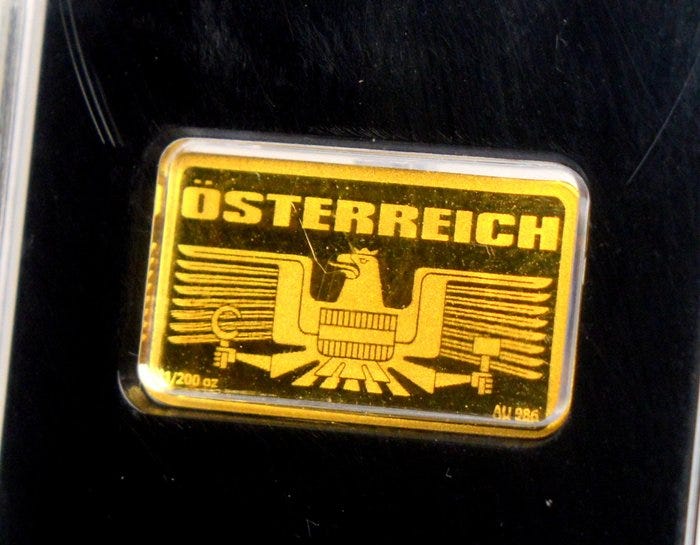 ÖSTERREICH
1/200 oz
AU 986